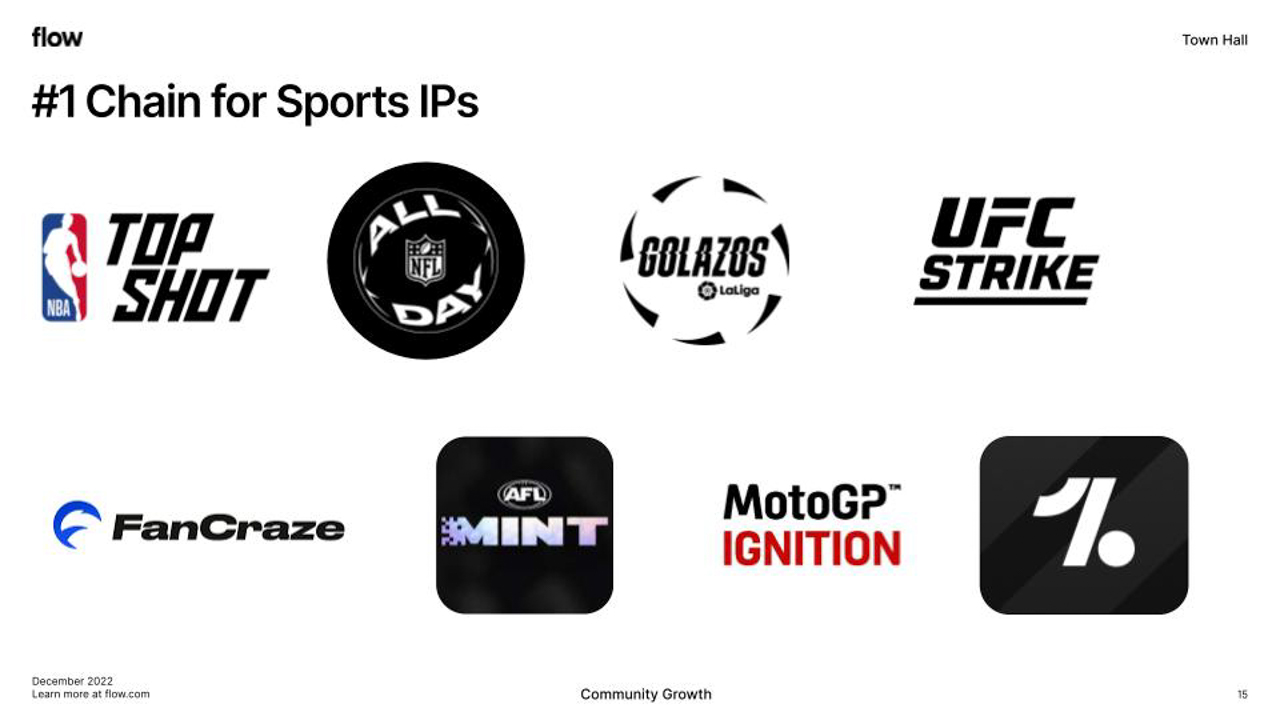 flow
Town Hall
#1 Chain for Sports IPs
NBA
TOP
SHOT
ALL
NFL
DAY
GOLAZOS
LaLiga
UFC
STRIKE
FanCraze
AFL
MINT
MotoGP™
IGNITION
1.
December 2022
Learn more at flow.com
Community Growth
15